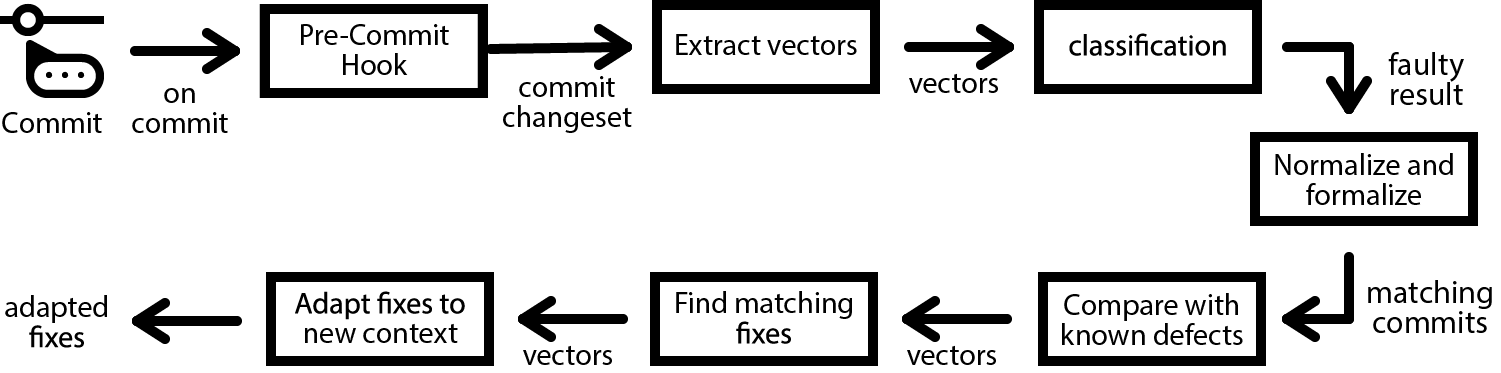 Commit
on
commit
Pre-Commit
Hook
commit
changeset
Extract vectors
vectors
classification
faulty
result
Normalize and
formalize
matching
commits
Compare with
known defects
vectors
Find matching
fixes
vectors
Adapt fixes to
new context
adapted
fixes